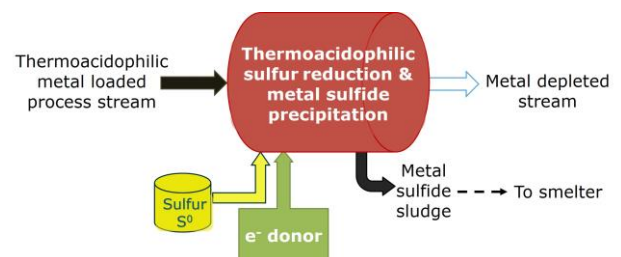 Thermoacidophilic
metal loaded
process stream
Thermoacidophilic
sulfur reduction &
metal sulfide
precipitation
Metal depleted
stream
Sulfur
S⁰
e⁻ donor
Metal
sulfide
sludge
To smelter